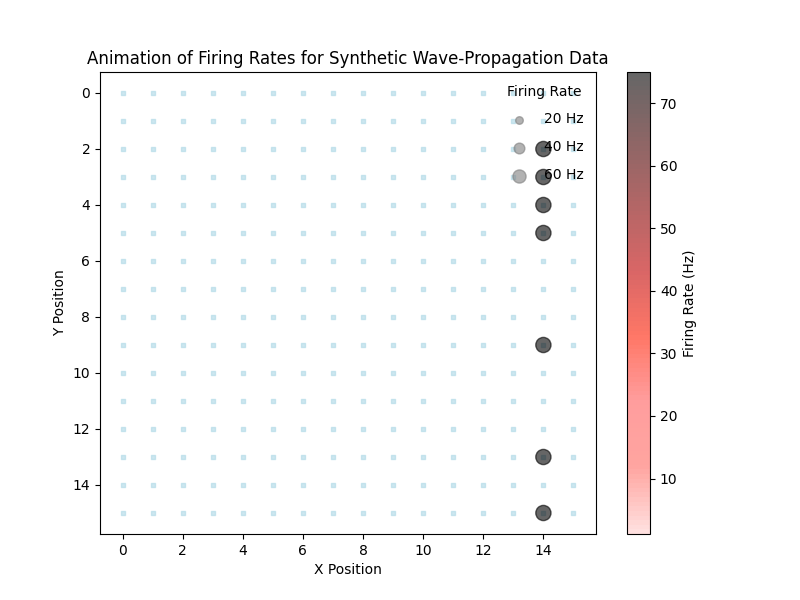 Animation of Firing Rates for Synthetic Wave-Propagation Data
Firing Rate
20 Hz
40 Hz
60 Hz
0
2
4
6
8
10
12
14
Y Position
0
2
4
6
8
10
12
14
X Position
70
60
50
40
30
20
10
Firing Rate (Hz)